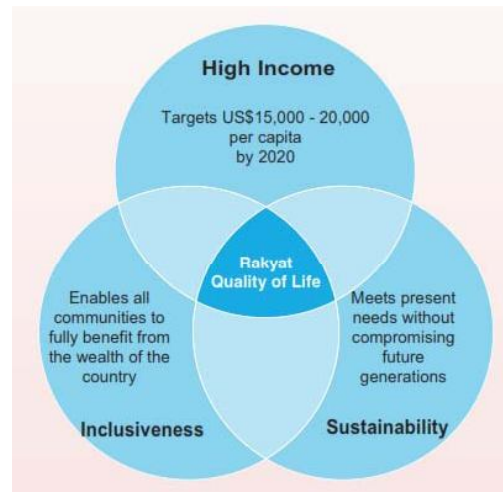 High Income
Targets US$15,000 - 20,000
per capita
by 2020
Rakyat
Quality of Life
Enables all
communities to
fully benefit from
the wealth of the
country
Inclusiveness
Meets present
needs without
compromising
future
generations
Sustainability